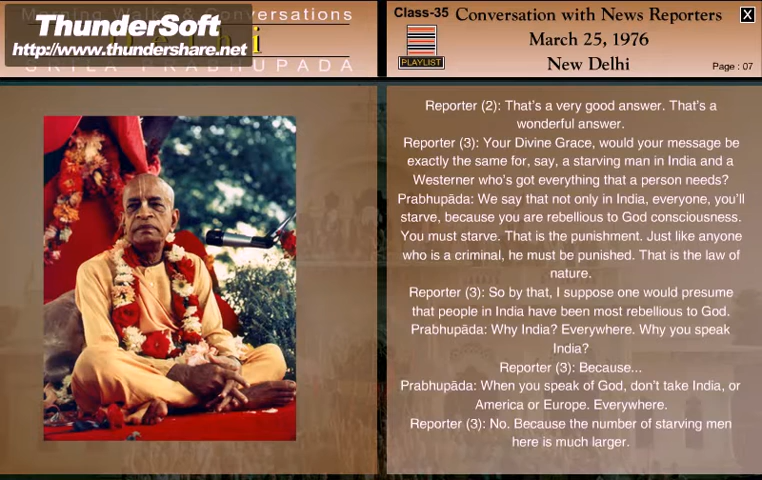 Morning Walks & Conversations
ThunderSoft
http://www.thundershare.net
SRILA PRABHUPADA
Class-35
PLAYLIST
Conversation with News Reporters
March 25, 1976
New Delhi
X
Page : 07
Reporter (2): That's a very good answer. That's a
wonderful answer.
Reporter (3): Your Divine Grace, would your message be
exactly the same for, say, a starving man in India and a
Westerner who's got everything that a person needs?
Prabhupāda: We say that not only in India, everyone, you'll
starve, because you are rebellious to God consciousness.
You must starve. That is the punishment. Just like anyone
who is a criminal, he must be punished. That is the law of
nature.
Reporter (3): So by that, I suppose one would presume
that people in India have been most rebellious to God.
Prabhupāda: Why India? Everywhere. Why you speak
India?
Reporter (3): Because...
Prabhupāda: When you speak of God, don't take India, or
America or Europe. Everywhere.
Reporter (3): No. Because the number of starving men
here is much larger.